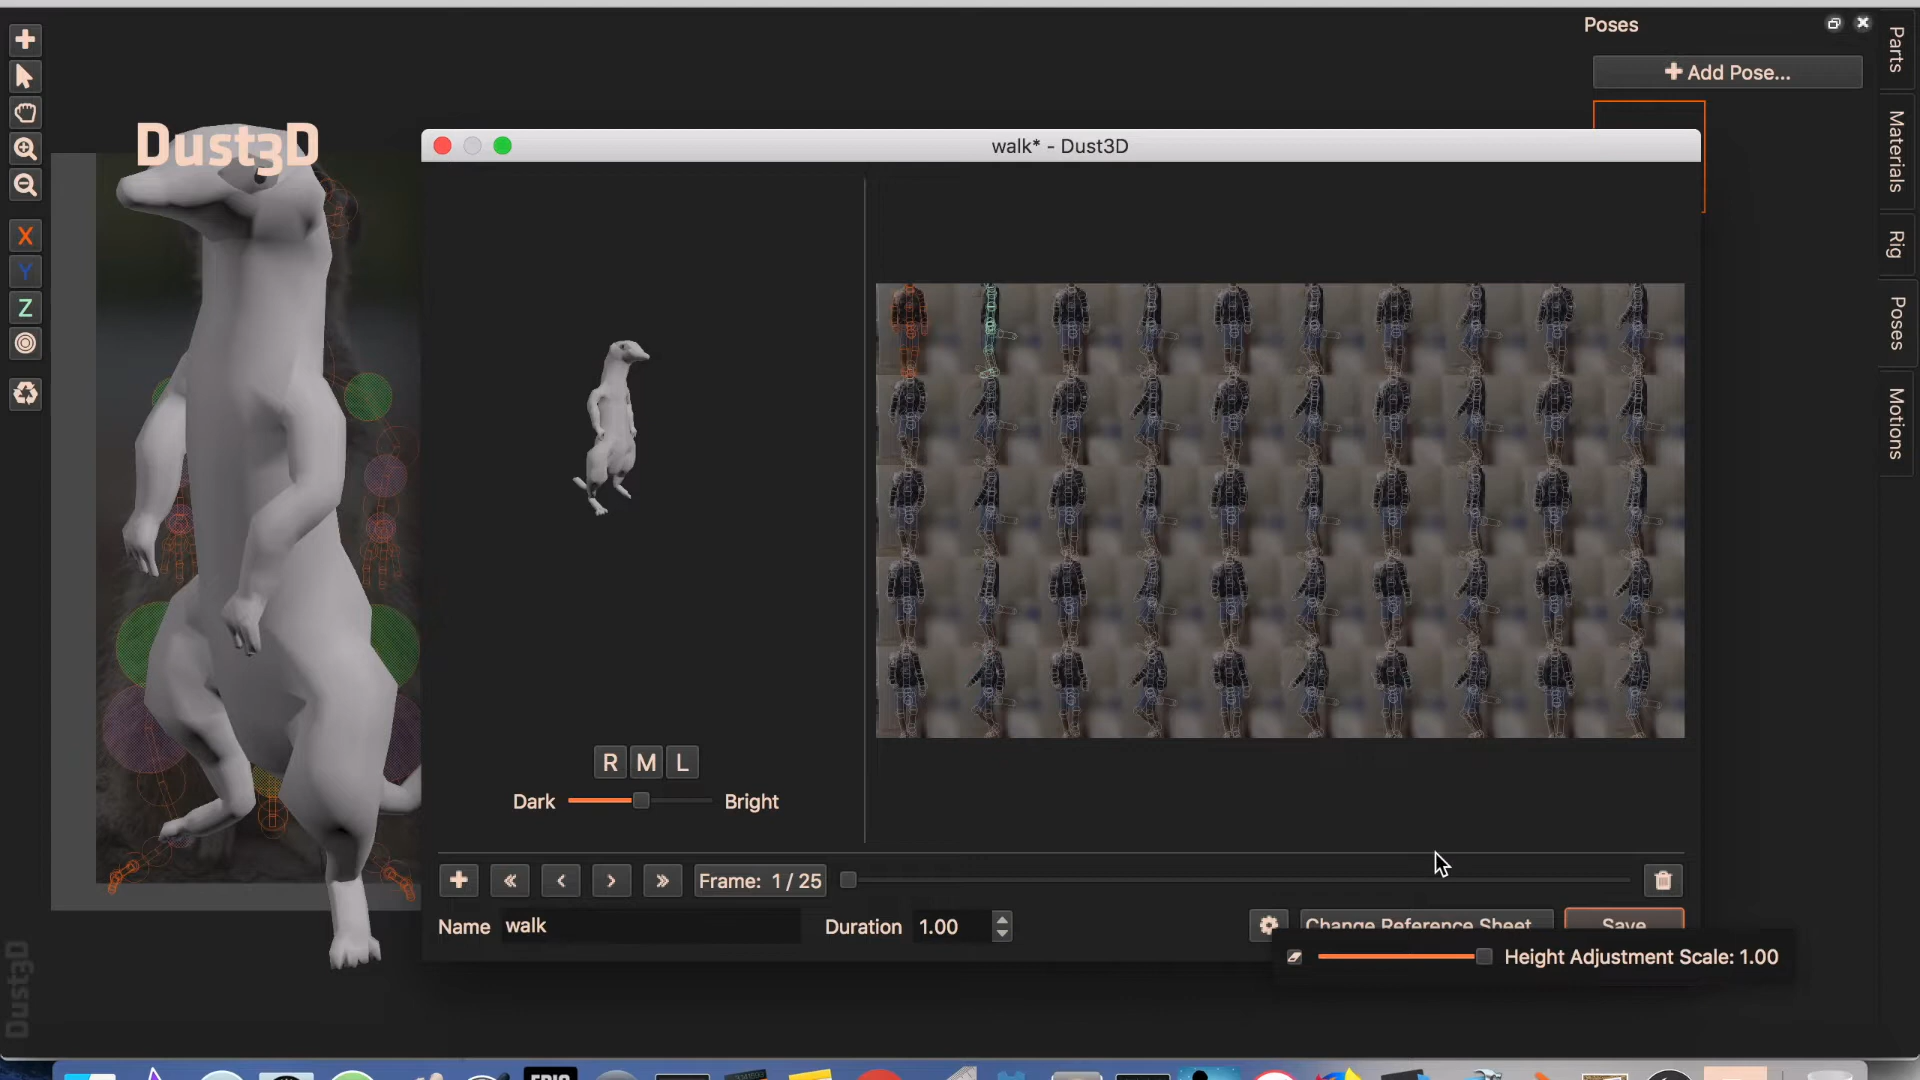 Poses
Add Pose...
Parts
Materials
Rig
Poses
Motions
Dust3D
walk* - Dust3D
X
Y
Z
R M L
Dark Bright
Frame: 1 / 25
Name walk Duration 1.00 Change Reference Sheet... Save
Height Adjustment Scale: 1.00
Dust3D
EPIC